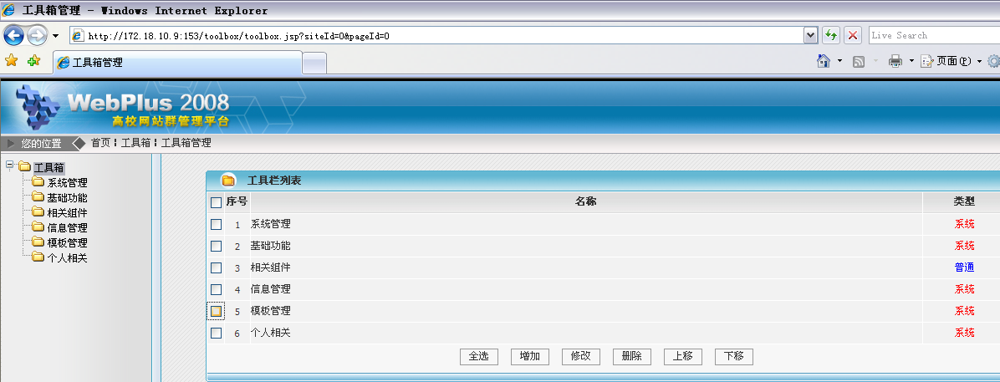 工具箱管理 - Windows Internet Explorer
http://172.18.10.9:153/toolbox/toolbox.jsp?siteId=0&pageId=0
Live Search
工具箱管理
页面(P)
WebPlus 2008
高校网站群管理平台
您的位置 首页 ¦ 工具箱 ¦ 工具箱管理
工具箱
系统管理
基础功能
相关组件
信息管理
模板管理
个人相关
工具栏列表
序号 名称 类型
1 系统管理 系统
2 基础功能 系统
3 相关组件 普通
4 信息管理 系统
5 模板管理 系统
6 个人相关 系统
全选 增加 修改 删除 上移 下移